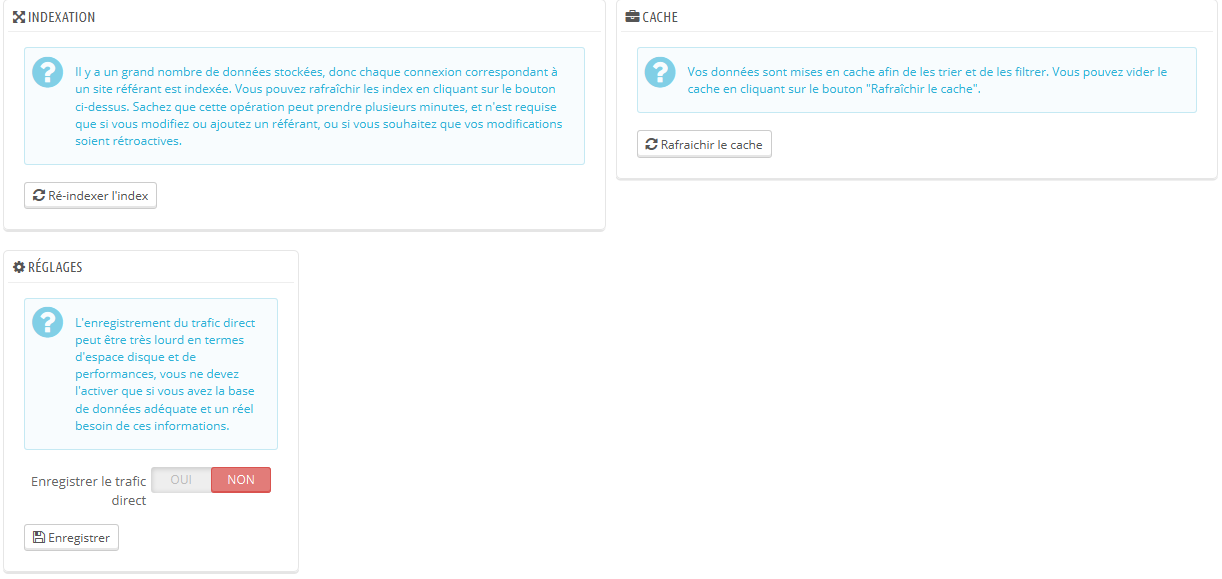 INDEXATION
Il y a un grand nombre de données stockées, donc chaque connexion correspondant à
un site référant est indexée. Vous pouvez rafraîchir les index en cliquant sur le bouton
ci-dessus. Sachez que cette opération peut prendre plusieurs minutes, et n'est requise
que si vous modifiez ou ajoutez un référant, ou si vous souhaitez que vos modifications
soient rétroactives.
Ré-indexer l'index
CACHE
Vos données sont mises en cache afin de les trier et de les filtrer. Vous pouvez vider le
cache en cliquant sur le bouton "Rafraîchir le cache".
Rafraichir le cache
RÉGLAGES
L'enregistrement du trafic direct
peut être très lourd en termes
d'espace disque et de
performances, vous ne devez
l'activer que si vous avez la base
de données adéquate et un réel
besoin de ces informations.
Enregistrer le trafic
direct
OUI
NON
Enregistrer